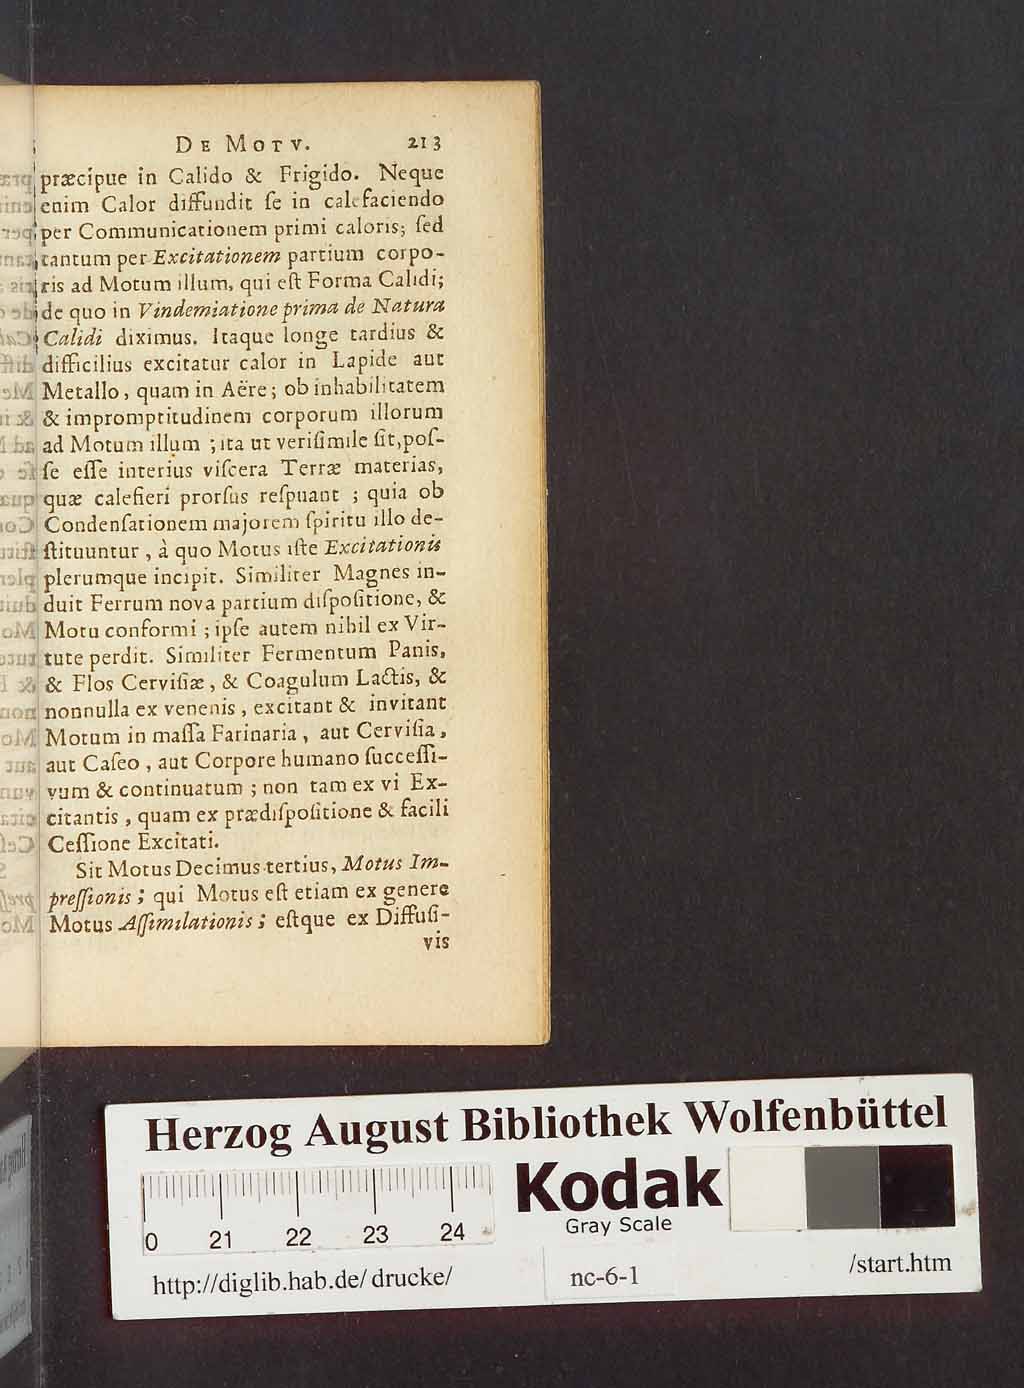 DE MOTV. 213
præcipue in Calido & Frigido. Neque
enim Calor diffundit ſe in calefaciendo
per Communicationem primi caloris; ſed
tantum per Excitationem partium corpo-
ris ad Motum illum, qui eſt Forma Calidi;
de quo in Vindemiatione prima de Natura
Calidi diximus. Itaque longe tardius &
difficilius excitatur calor in Lapide aut
Metallo, quam in Aëre; ob inhabilitatem
& impromptitudinem corporum illorum
ad Motum illum ; ita ut veriſimile ſit,poſ-
ſe eſſe interius viſcera Terræ materias,
quæ calefieri prorſus reſpuant ; quia ob
Condenſationem majorem ſpiritu illo de-
ſtituuntur , à quo Motus iſte Excitationis
plerumque incipit. Similiter Magnes in-
duit Ferrum nova partium diſpoſitione, &
Motu conformi ; ipſe autem nihil ex Vir-
tute perdit. Similiter Fermentum Panis,
& Flos Cerviſiæ, & Coagulum Lactis, &
nonnulla ex venenis , excitant & invitant
Motum in maſſa Farinaria , aut Cerviſia,
aut Caſeo , aut Corpore humano ſucceſſi-
vum & continuatum ; non tam ex vi Ex-
citantis , quam ex prædiſpoſitione & facili
Ceſſione Excitati.
Sit Motus Decimus-tertius, Motus Im-
preſſionis ; qui Motus eſt etiam ex genere
Motus Aſſimilationis ; eſtque ex Diffuſi-
vis
Herzog August Bibliothek Wolfenbüttel
Kodak
Gray Scale
0 21 22 23 24
http://diglib.hab.de/ drucke/ nc-6-1 /start.htm